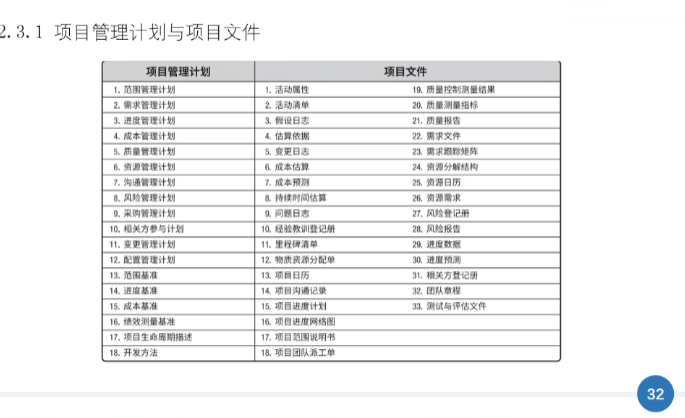 2.3.1 项目管理计划与项目文件
项目管理计划 项目文件
1. 范围管理计划 1. 活动属性 19. 质量控制测量结果
2. 需求管理计划 2. 活动清单 20. 质量测量指标
3. 进度管理计划 3. 假设日志 21. 质量报告
4. 成本管理计划 4. 估算依据 22. 需求文件
5. 质量管理计划 5. 变更日志 23. 需求跟踪矩阵
6. 资源管理计划 6. 成本估算 24. 资源分解结构
7. 沟通管理计划 7. 成本预测 25. 资源日历
8. 风险管理计划 8. 持续时间估算 26. 资源需求
9. 采购管理计划 9. 问题日志 27. 风险登记册
10. 相关方参与计划 10. 经验教训登记册 28. 风险报告
11. 变更管理计划 11. 里程碑清单 29. 进度数据
12. 配置管理计划 12. 物质资源分配单 30. 进度预测
13. 范围基准 13. 项目日历 31. 相关方登记册
14. 进度基准 14. 项目沟通记录 32. 团队章程
15. 成本基准 15. 项目进度计划 33. 测试与评估文件
16. 绩效测量基准 16. 项目进度网络图
17. 项目生命周期描述 17. 项目范围说明书
18. 开发方法 18. 项目团队派工单
32